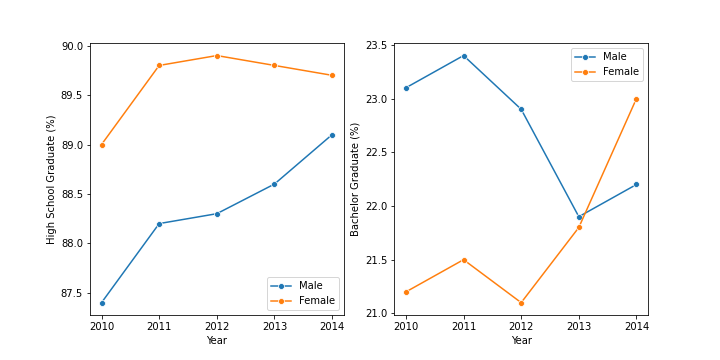 High School Graduate (%)
90.0
89.5
89.0
88.5
88.0
87.5
2010 2011 2012 2013 2014
Year
Male
Female
Bachelor Graduate (%)
23.5
23.0
22.5
22.0
21.5
21.0
2010 2011 2012 2013 2014
Year
Male
Female